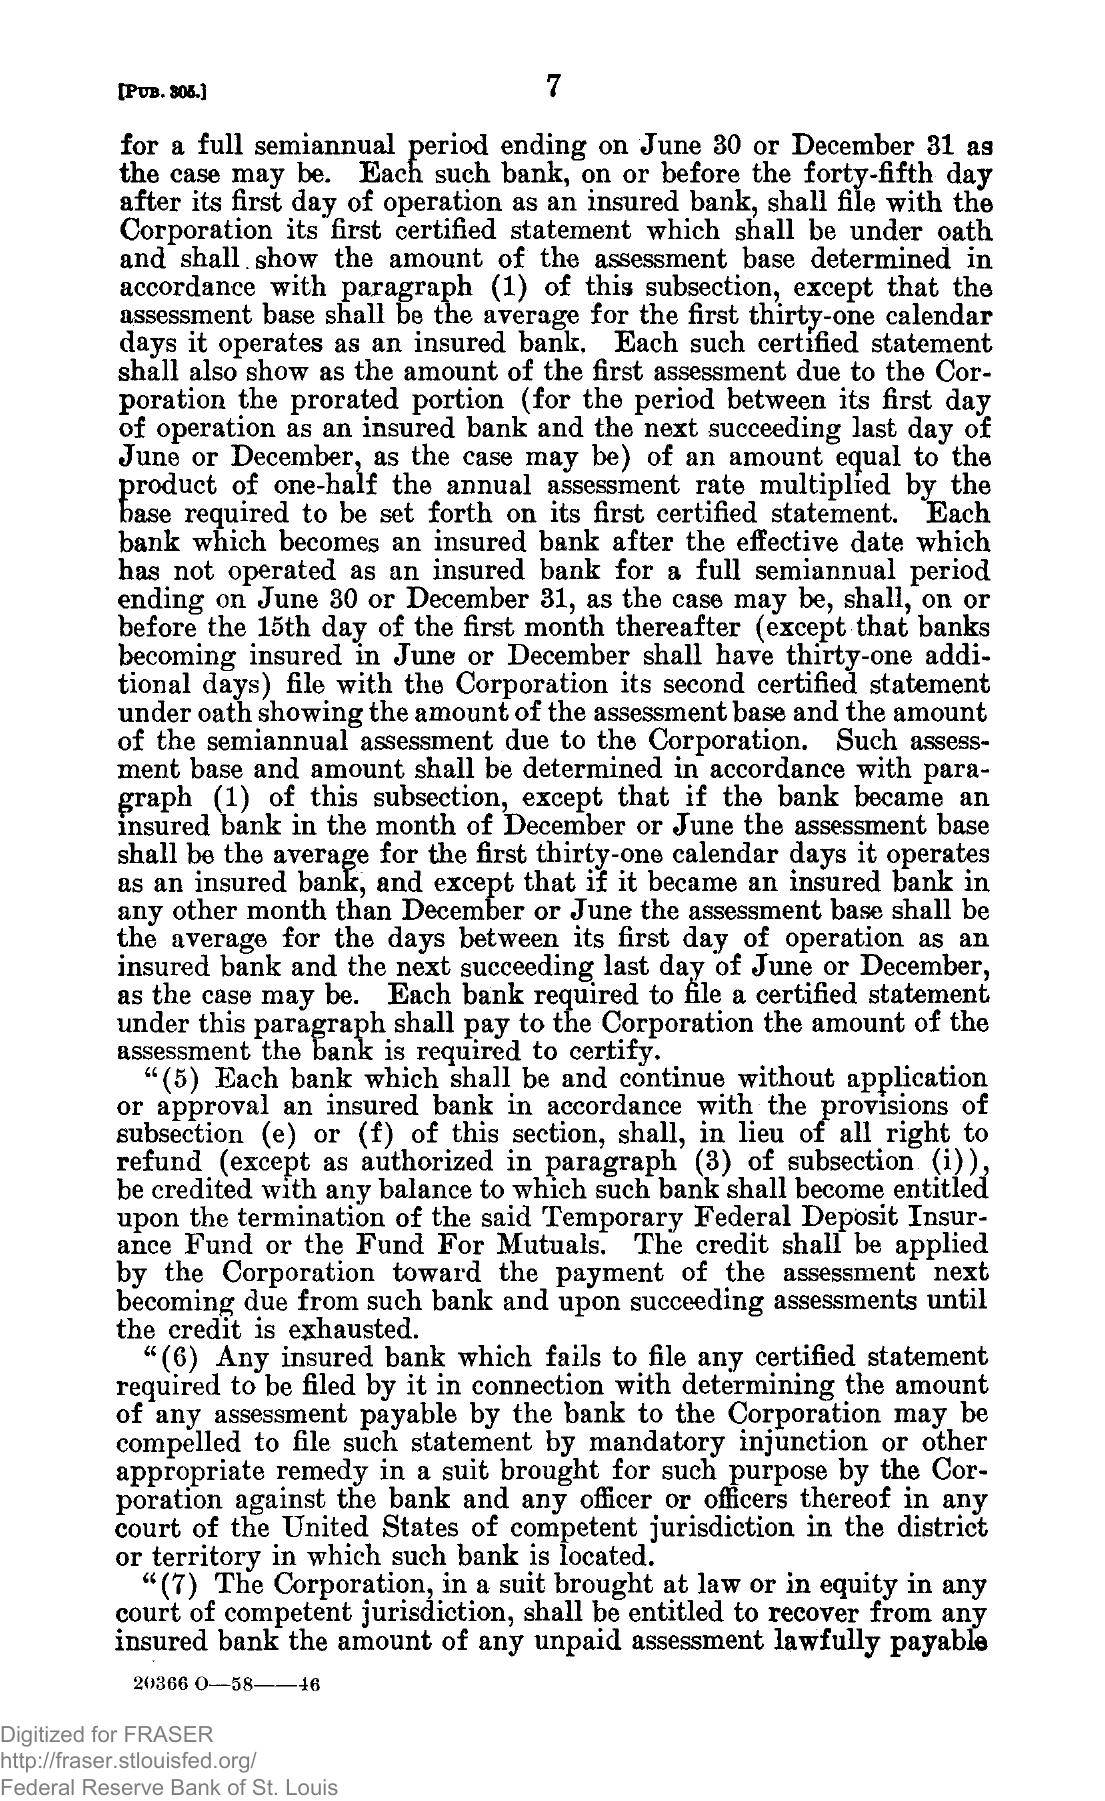 [PUB. 305.]
7
for a full semiannual period ending on June 30 or December 31 as
the case may be. Each such bank, on or before the forty-fifth day
after its first day of operation as an insured bank, shall file with the
Corporation its first certified statement which shall be under oath
and shall show the amount of the assessment base determined in
accordance with paragraph (1) of this subsection, except that the
assessment base shall be the average for the first thirty-one calendar
days it operates as an insured bank. Each such certified statement
shall also show as the amount of the first assessment due to the Cor-
poration the prorated portion (for the period between its first day
of operation as an insured bank and the next succeeding last day of
June or December, as the case may be) of an amount equal to the
product of one-half the annual assessment rate multiplied by the
base required to be set forth on its first certified statement. Each
bank which becomes an insured bank after the effective date which
has not operated as an insured bank for a full semiannual period
ending on June 30 or December 31, as the case may be, shall, on or
before the 15th day of the first month thereafter (except that banks
becoming insured in June or December shall have thirty-one addi-
tional days) file with the Corporation its second certified statement
under oath showing the amount of the assessment base and the amount
of the semiannual assessment due to the Corporation. Such assess-
ment base and amount shall be determined in accordance with para-
graph (1) of this subsection, except that if the bank became an
insured bank in the month of December or June the assessment base
shall be the average for the first thirty-one calendar days it operates
as an insured bank, and except that if it became an insured bank in
any other month than December or June the assessment base shall be
the average for the days between its first day of operation as an
insured bank and the next succeeding last day of June or December,
as the case may be. Each bank required to file a certified statement
under this paragraph shall pay to the Corporation the amount of the
assessment the bank is required to certify.
“(5) Each bank which shall be and continue without application
or approval an insured bank in accordance with the provisions of
subsection (e) or (f) of this section, shall, in lieu of all right to
refund (except as authorized in paragraph (3) of subsection (i)),
be credited with any balance to which such bank shall become entitled
upon the termination of the said Temporary Federal Deposit Insur-
ance Fund or the Fund For Mutuals. The credit shall be applied
by the Corporation toward the payment of the assessment next
becoming due from such bank and upon succeeding assessments until
the credit is exhausted.
“(6) Any insured bank which fails to file any certified statement
required to be filed by it in connection with determining the amount
of any assessment payable by the bank to the Corporation may be
compelled to file such statement by mandatory injunction or other
appropriate remedy in a suit brought for such purpose by the Cor-
poration against the bank and any officer or officers thereof in any
court of the United States of competent jurisdiction in the district
or territory in which such bank is located.
“(7) The Corporation, in a suit brought at law or in equity in any
court of competent jurisdiction, shall be entitled to recover from any
insured bank the amount of any unpaid assessment lawfully payable
20366 O—58——46
Digitized for FRASER
http://fraser.stlouisfed.org/
Federal Reserve Bank of St. Louis